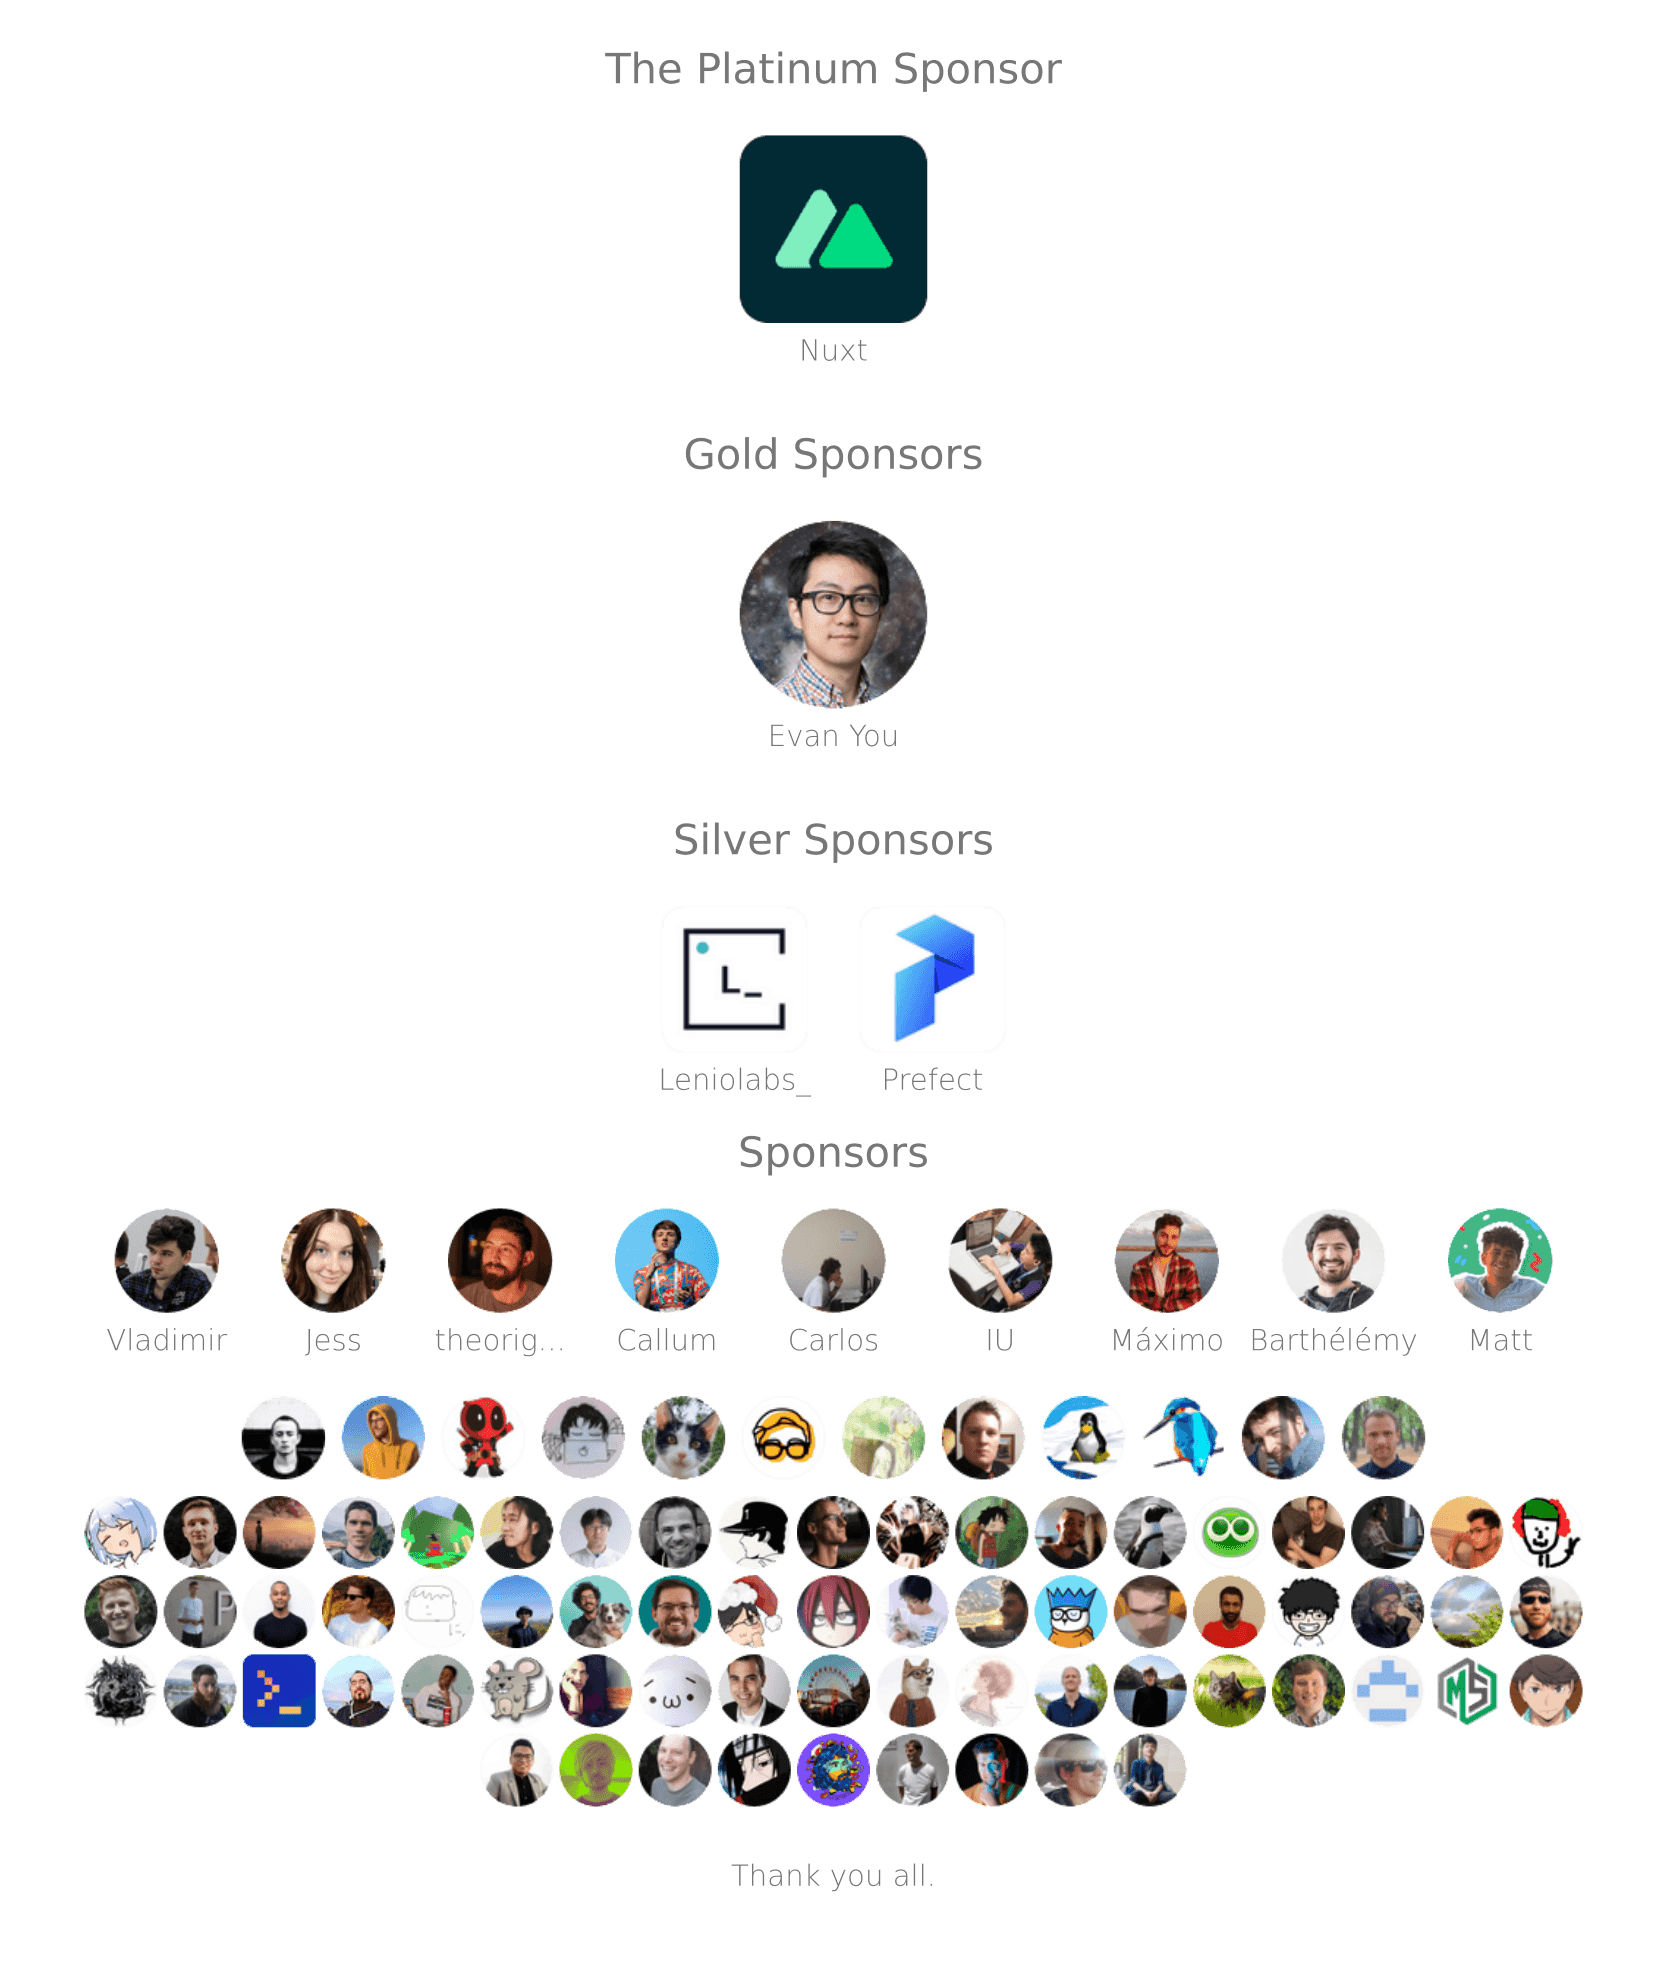 The Platinum Sponsor
Nuxt
Gold Sponsors
Evan You
Silver Sponsors
L_
Leniolabs_ Prefect
Sponsors
Vladimir Jess theorig... Callum Carlos IU Máximo Barthélémy Matt
Thank you all.